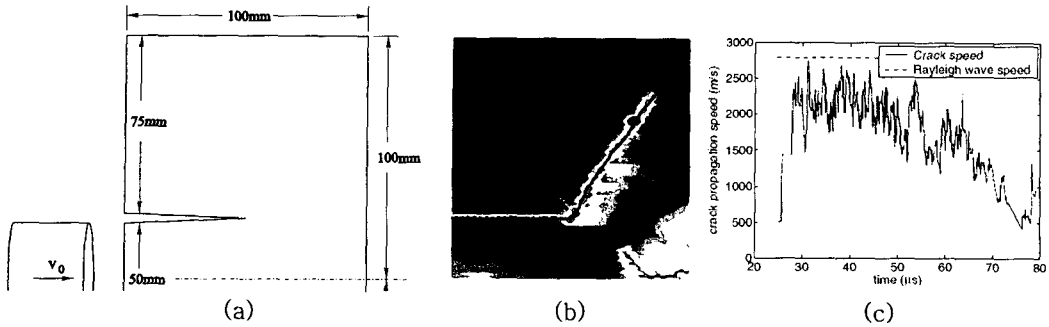 100mm
75mm
100mm
50mm
v₀
(a)
(b)
3000
2500
2000
1500
1000
500
0
20
30
40
50
60
70
80
crack propagation speed (m/s)
time (μs)
Crack speed
Rayleigh wave speed
(c)